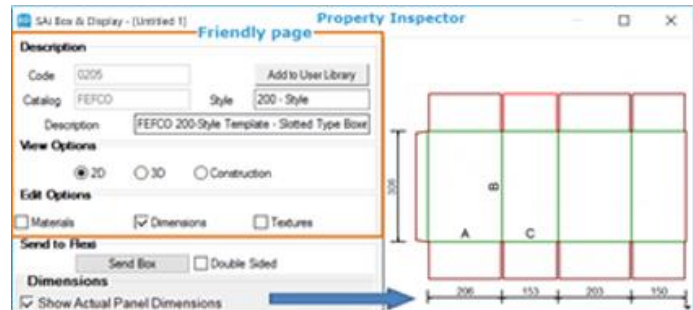 SAi Box & Display - [Untitled 1]
Property Inspector
Friendly page
Description
Code 0205 Add to User Library
Catalog FEFCO Style 200 - Style
Description FEFCO 200-Style Template - Slotted Type Boxe
View Options
2D 3D Construction
Edit Options
Materials Dimensions Textures
Send to Flexi
Send Box Double Sided
Dimensions
Show Actual Panel Dimensions
306
B
A C
206 153 203 150